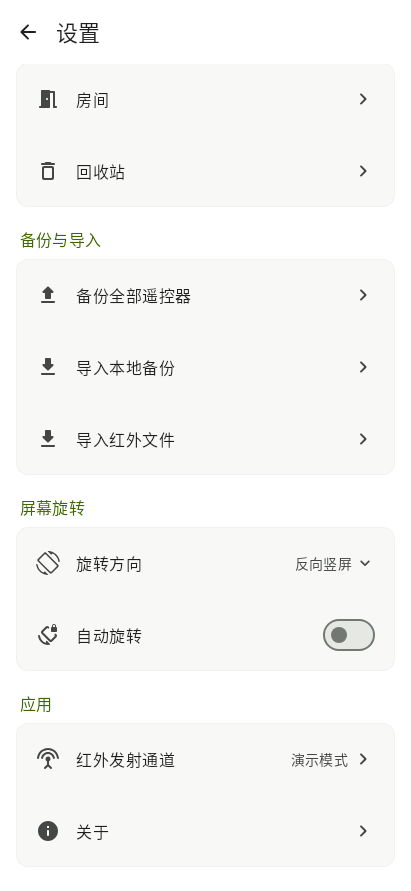 设置
房间
回收站
备份与导入
备份全部遥控器
导入本地备份
导入红外文件
屏幕旋转
旋转方向
反向竖屏
自动旋转
应用
红外发射通道
演示模式
关于